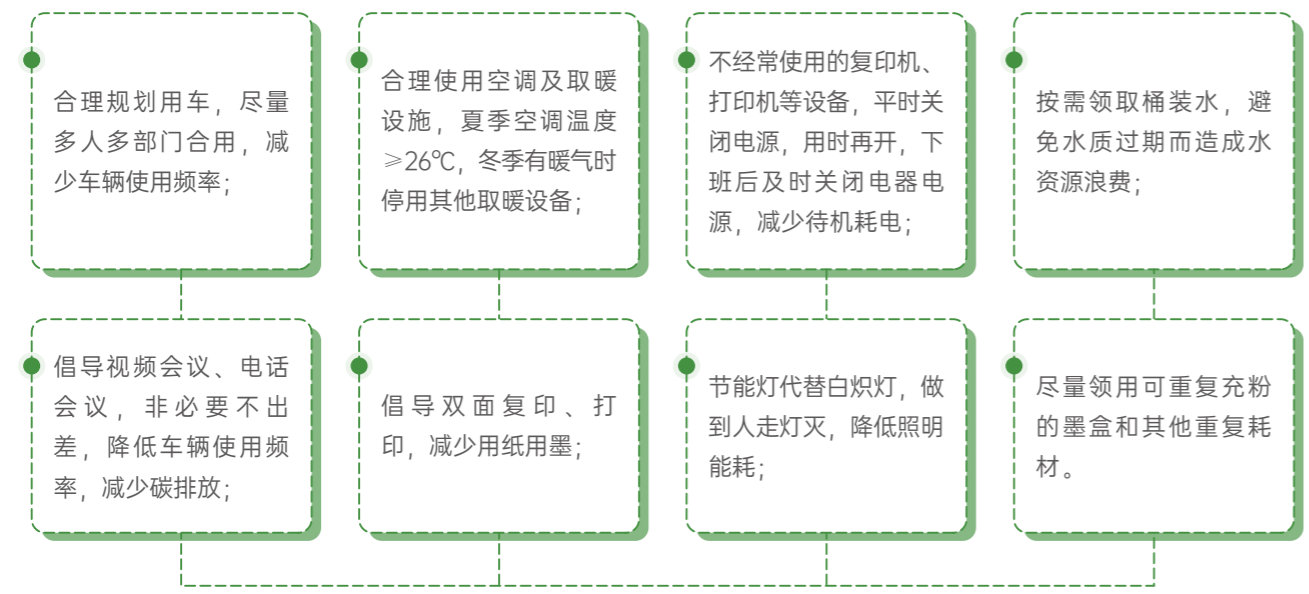 合理规划用车，尽量
多人多部门合用，减
少车辆使用频率；
合理使用空调及取暖
设施，夏季空调温度
≥26℃，冬季有暖气时
停用其他取暖设备；
不经常使用的复印机、
打印机等设备，平时关
闭电源，用时再开，下
班后及时关闭电器电
源，减少待机耗电；
按需领取桶装水，避
免水质过期而造成水
资源浪费；
倡导视频会议、电话
会议，非必要不出
差，降低车辆使用频
率，减少碳排放；
倡导双面复印、打
印，减少用纸用墨；
节能灯代替白炽灯，做
到人走灯灭，降低照明
能耗；
尽量领用可重复充粉
的墨盒和其他重复耗
材。